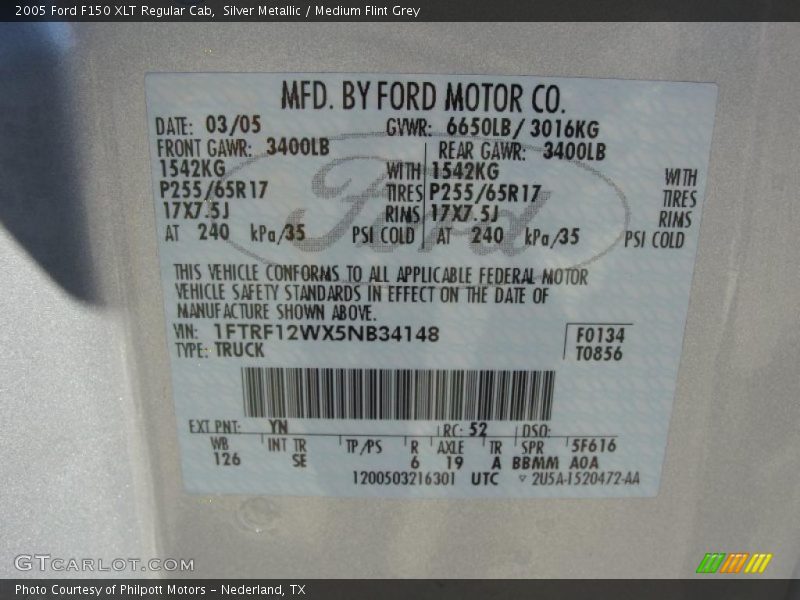 2005 Ford F150 XLT Regular Cab,  Silver Metallic / Medium Flint Grey
MFD. BY FORD MOTOR CO.
DATE: 03/05 GVWR: 6650LB/ 3016KG
FRONT GAWR: 3400LB REAR GAWR: 3400LB
1542KG WITH 1542KG WITH
P255/65R17 TIRES P255/65R17 TIRES
17X7.5J RIMS 17X7.5J RIMS
AT 240 kPa/35 PSI COLD AT 240 kPa/35 PSI COLD
Ford
THIS VEHICLE CONFORMS TO ALL APPLICABLE FEDERAL MOTOR
VEHICLE SAFETY STANDARDS IN EFFECT ON THE DATE OF
MANUFACTURE SHOWN ABOVE.
VIN: 1FTRF12WX5NB34148 F0134
TYPE: TRUCK T0856
EXT PNT: YN RC: 52 DSO:
WB INT TR TP/PS R AXLE TR SPR 5F616
126 SE 6 19 A BBMM AOA
1200503216301 UTC ▿ 2U5A-1520472-AA
GTCARLOT.COM
Photo Courtesy of Philpott Motors - Nederland, TX